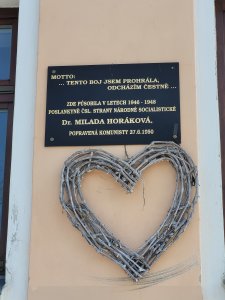 MOTTO:
... TENTO BOJ JSEM PROHRÁLA,
ODCHÁZÍM ČESTNĚ ...
ZDE PŮSOBILA V LETECH 1946 - 1948
POSLANKYNĚ ČSL. STRANY NÁRODNĚ SOCIALISTICKÉ
Dr. MILADA HORÁKOVÁ,
POPRAVENÁ KOMUNISTY 27.6.1950